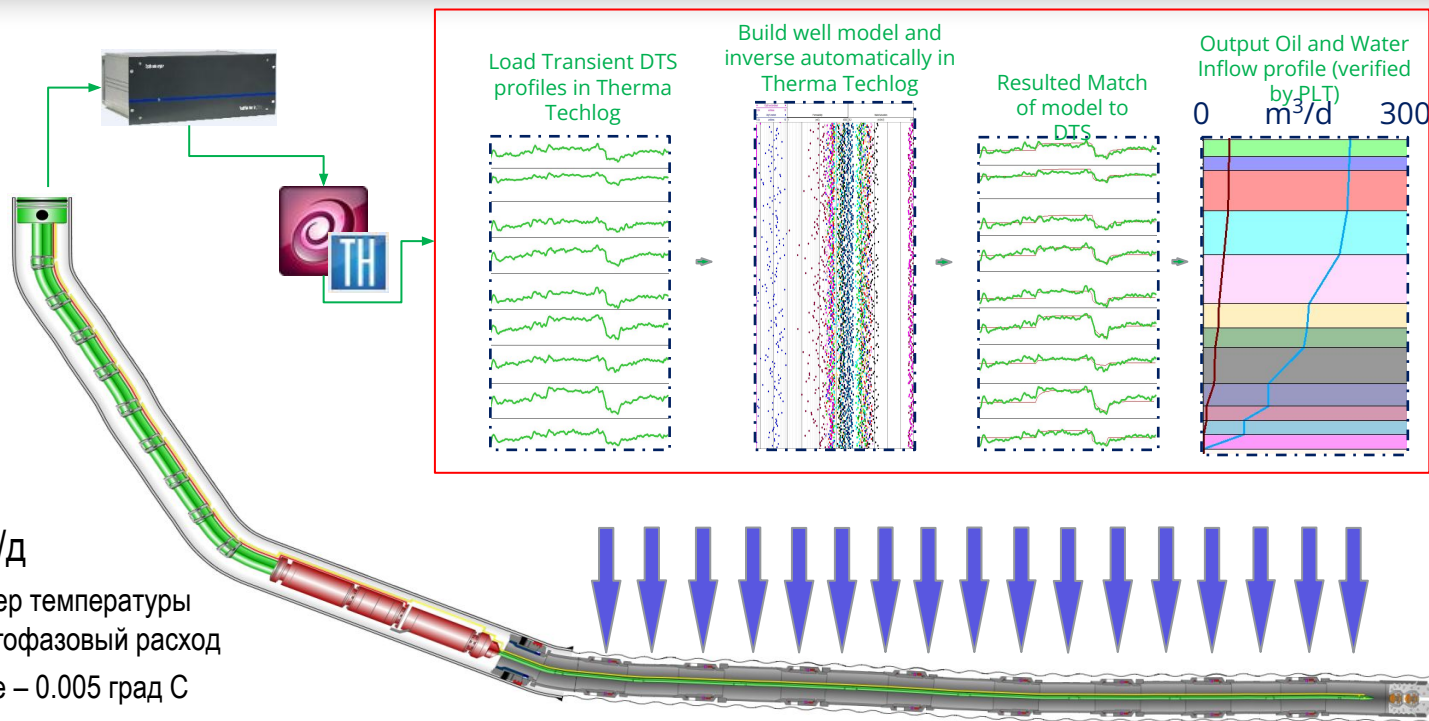 Load Transient DTS
profiles in Therma
Techlog
Build well model and
inverse automatically in
Therma Techlog
Resulted Match
of model to
DTS
Output Oil and Water
Inflow profile (verified
by PLT)
0 m³/d 300
TH
/д
ер температуры
гофазовый расход
е – 0.005 град С